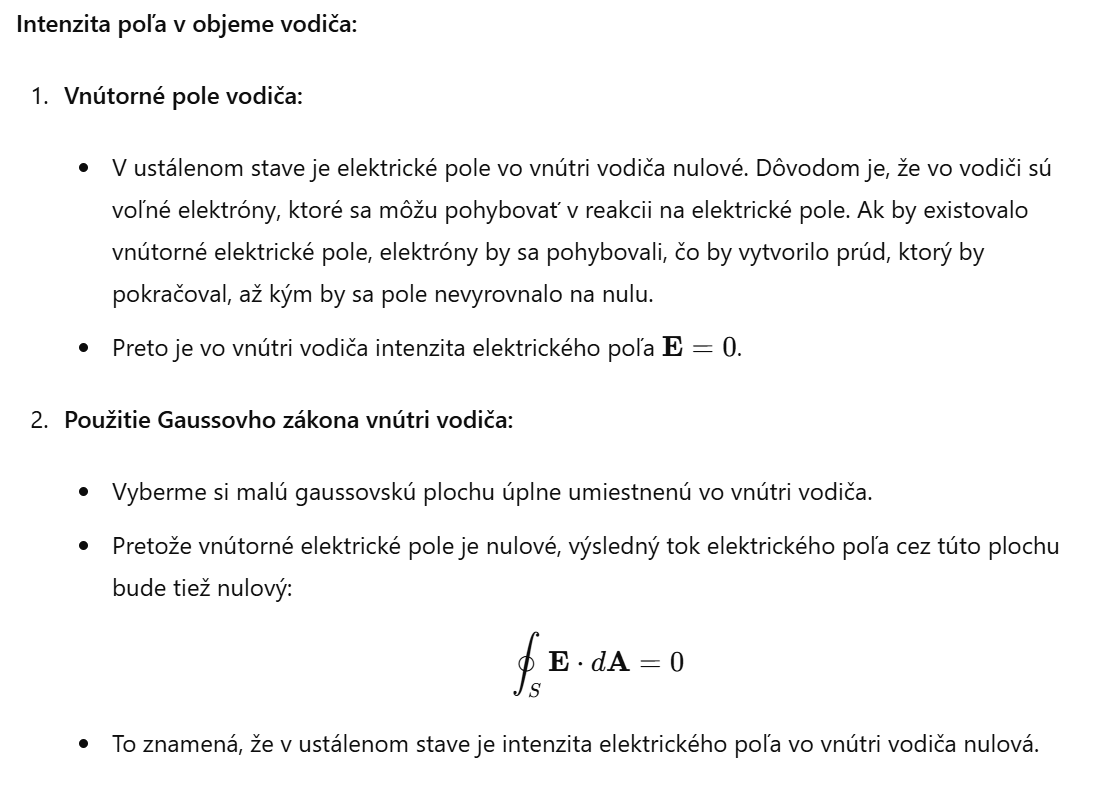 Intenzita poľa v objeme vodiča:
1. Vnútorné pole vodiča:
• V ustálenom stave je elektrické pole vo vnútri vodiča nulové. Dôvodom je, že vo vodiči sú
voľné elektróny, ktoré sa môžu pohybovať v reakcii na elektrické pole. Ak by existovalo
vnútorné elektrické pole, elektróny by sa pohybovali, čo by vytvorilo prúd, ktorý by
pokračoval, až kým by sa pole nevyrovnalo na nulu.
• Preto je vo vnútri vodiča intenzita elektrického poľa E = 0.
2. Použitie Gaussovho zákona vnútri vodiča:
• Vyberme si malú gaussovskú plochu úplne umiestnenú vo vnútri vodiča.
• Pretože vnútorné elektrické pole je nulové, výsledný tok elektrického poľa cez túto plochu
bude tiež nulový:
∮_S E · dA = 0
• To znamená, že v ustálenom stave je intenzita elektrického poľa vo vnútri vodiča nulová.